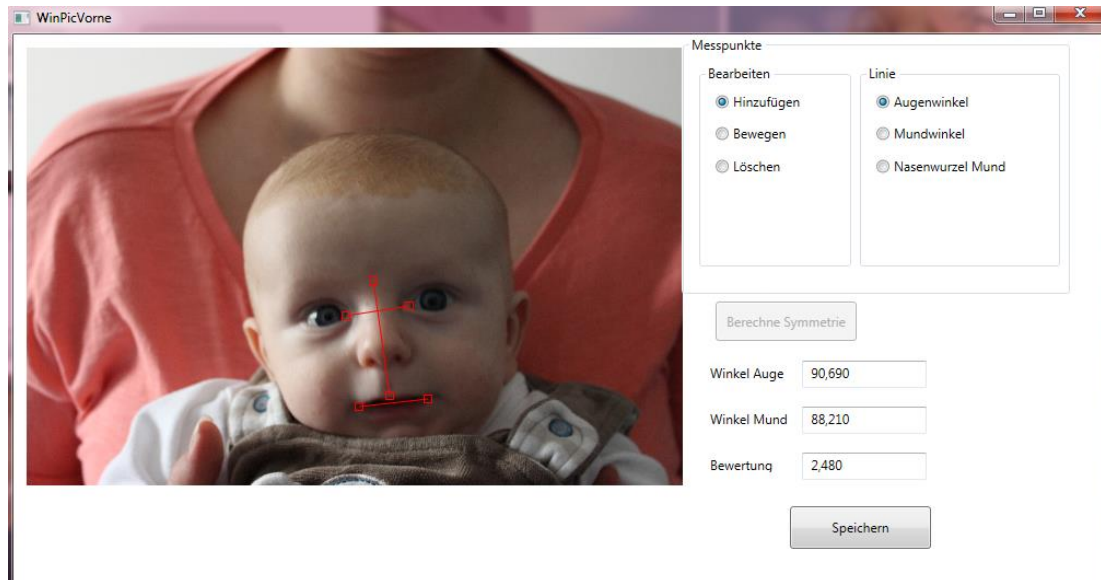 WinPicVorne
Messpunkte
Bearbeiten
Hinzufügen
Bewegen
Löschen
Linie
Augenwinkel
Mundwinkel
Nasenwurzel Mund
Berechne Symmetrie
Winkel Auge 90,690
Winkel Mund 88,210
Bewertung 2,480
Speichern